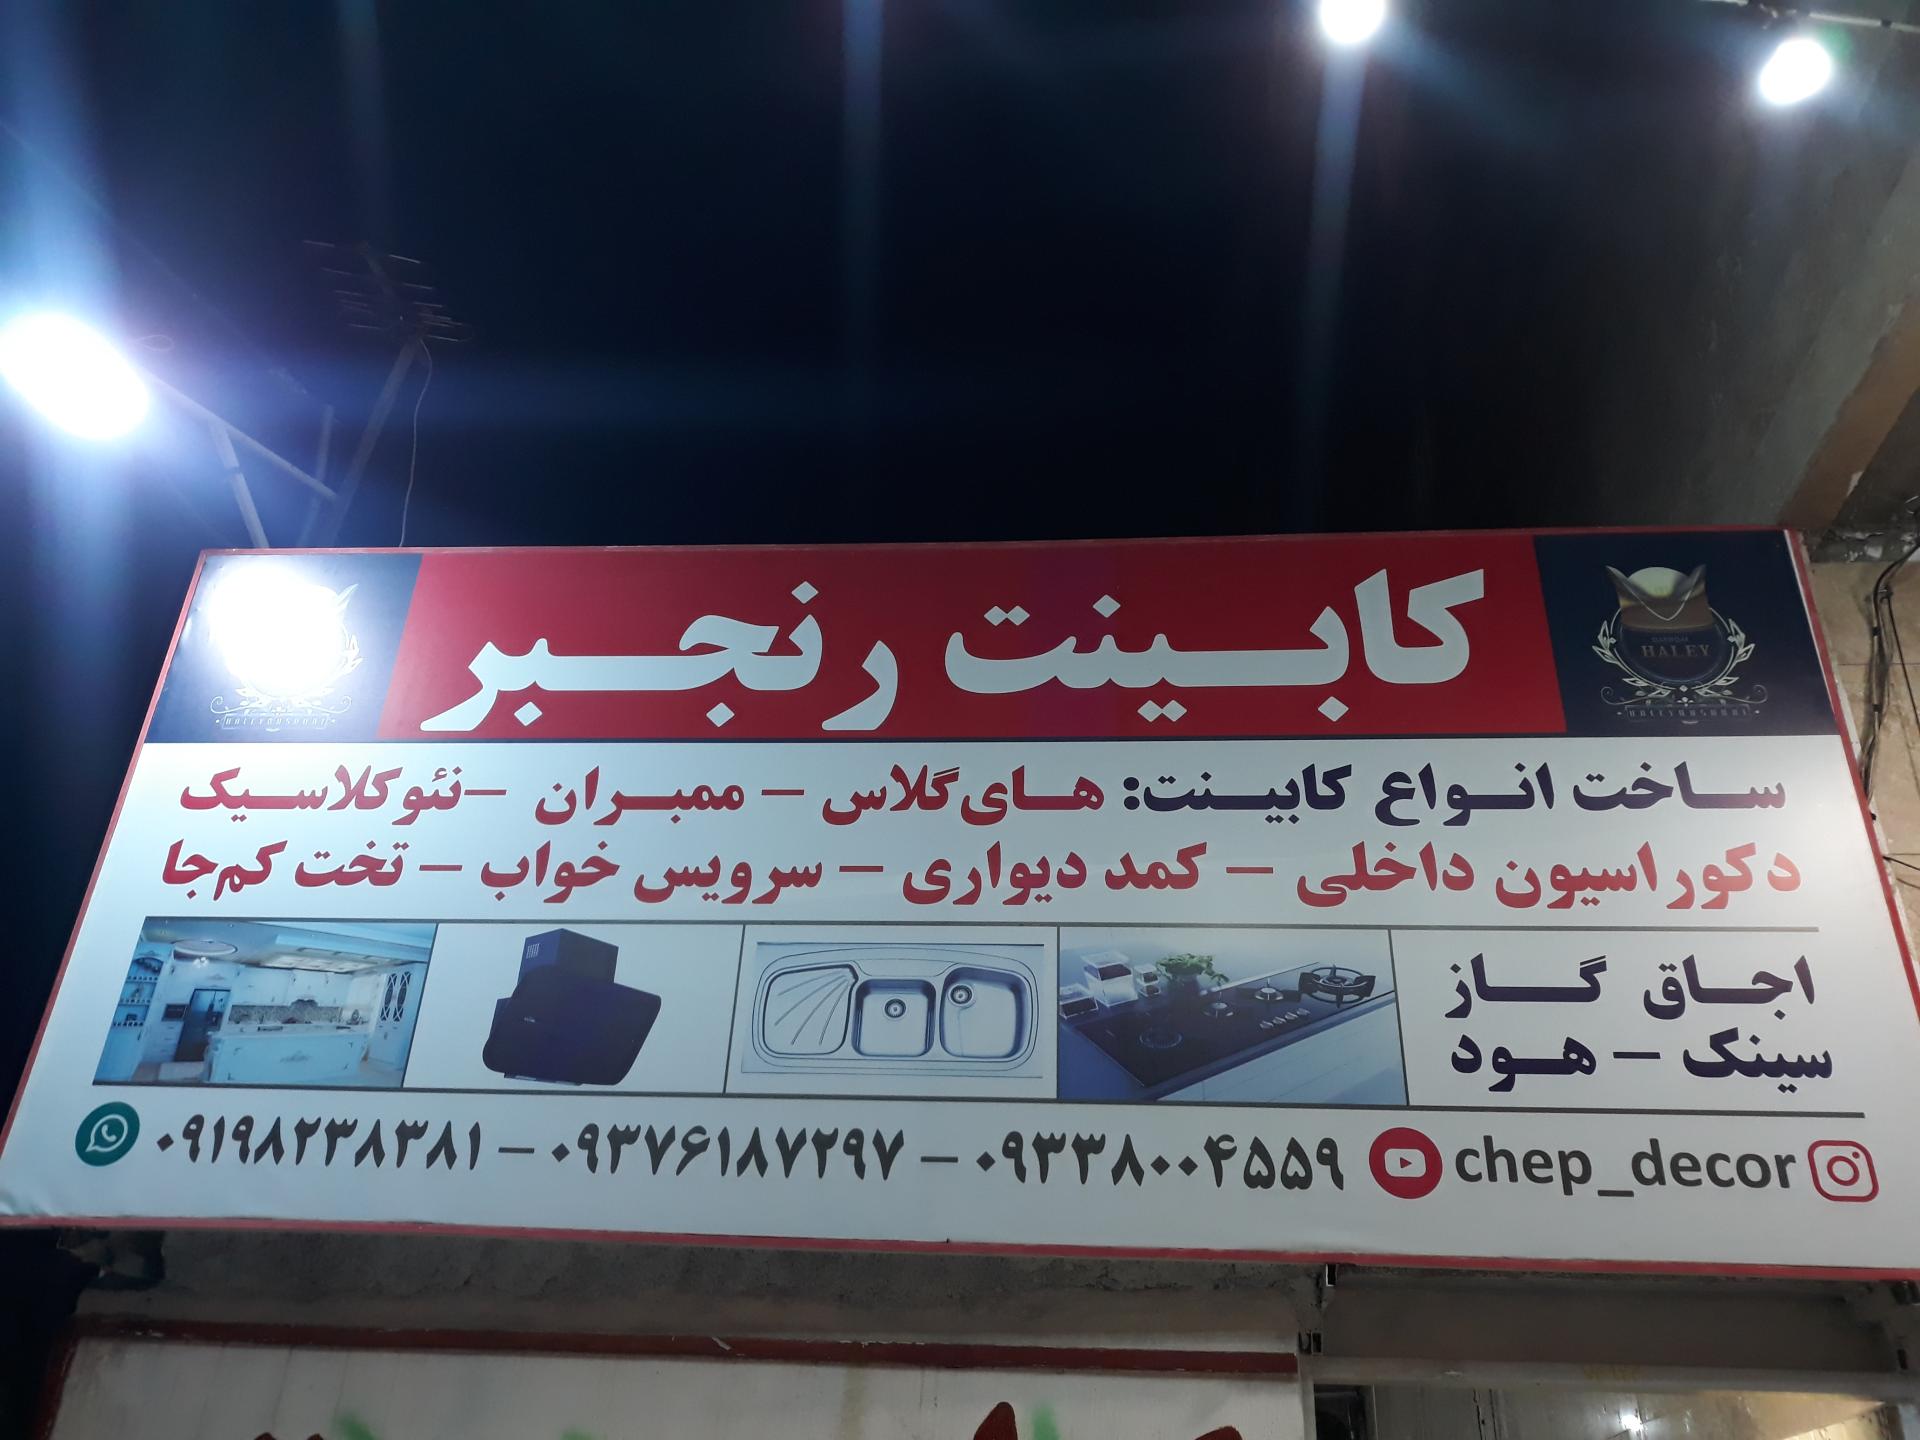 کابینت رنجبر
HALEY
ساخت انواع کابینت: های‌گلاس – ممبران – نئوکلاسیک
دکوراسیون داخلی – کمد دیواری – سرویس خواب – تخت کم‌جا
اجاق گاز
سینک – هود
۰۹۱۹۸۲۳۸۳۸۱ – ۰۹۳۷۶۱۸۷۲۹۷ – ۰۹۳۳۸۰۰۴۵۵۹ chep_decor